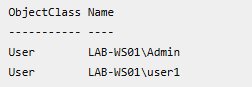 ObjectClass Name
----------- ----
User        LAB-WS01\Admin
User        LAB-WS01\user1